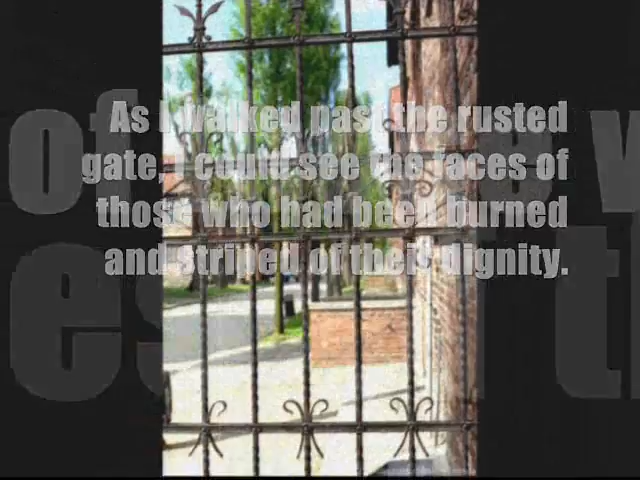 As I walked past the rusted
gate, I could see the faces of
those who had been burned
and striped of their dignity.
of